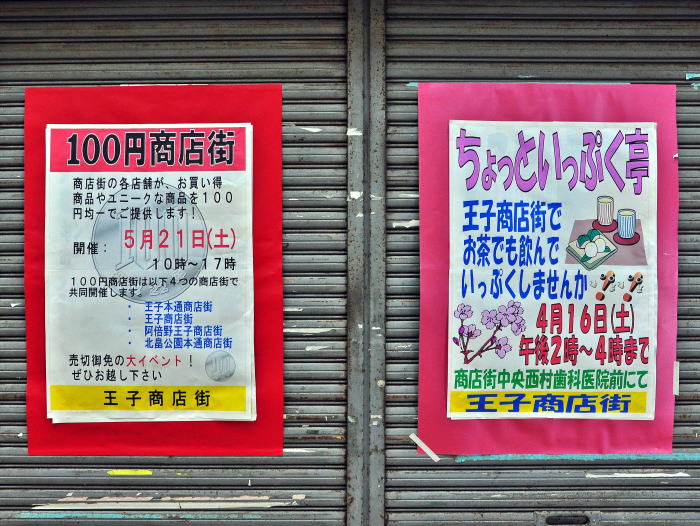 100円商店街
商店街の各店舗が、お買い得
商品やユニークな商品を100
円均一でご提供します!
開催: 5月21日(土)
10時~17時
100円商店街は以下4つの商店街で
共同開催します。
・ 王子本通商店街
・ 王子商店街
・ 阿倍野王子商店街
・ 北畠公園本通商店街
売切御免の大イベント!
ぜひお越し下さい
王子商店街
ちょっといっぷく亭
王子商店街で
お茶でも飲んで
いっぷくしませんか
4月16日(土)
午後2時~4時まで
商店街中央西村歯科医院前にて
王子商店街